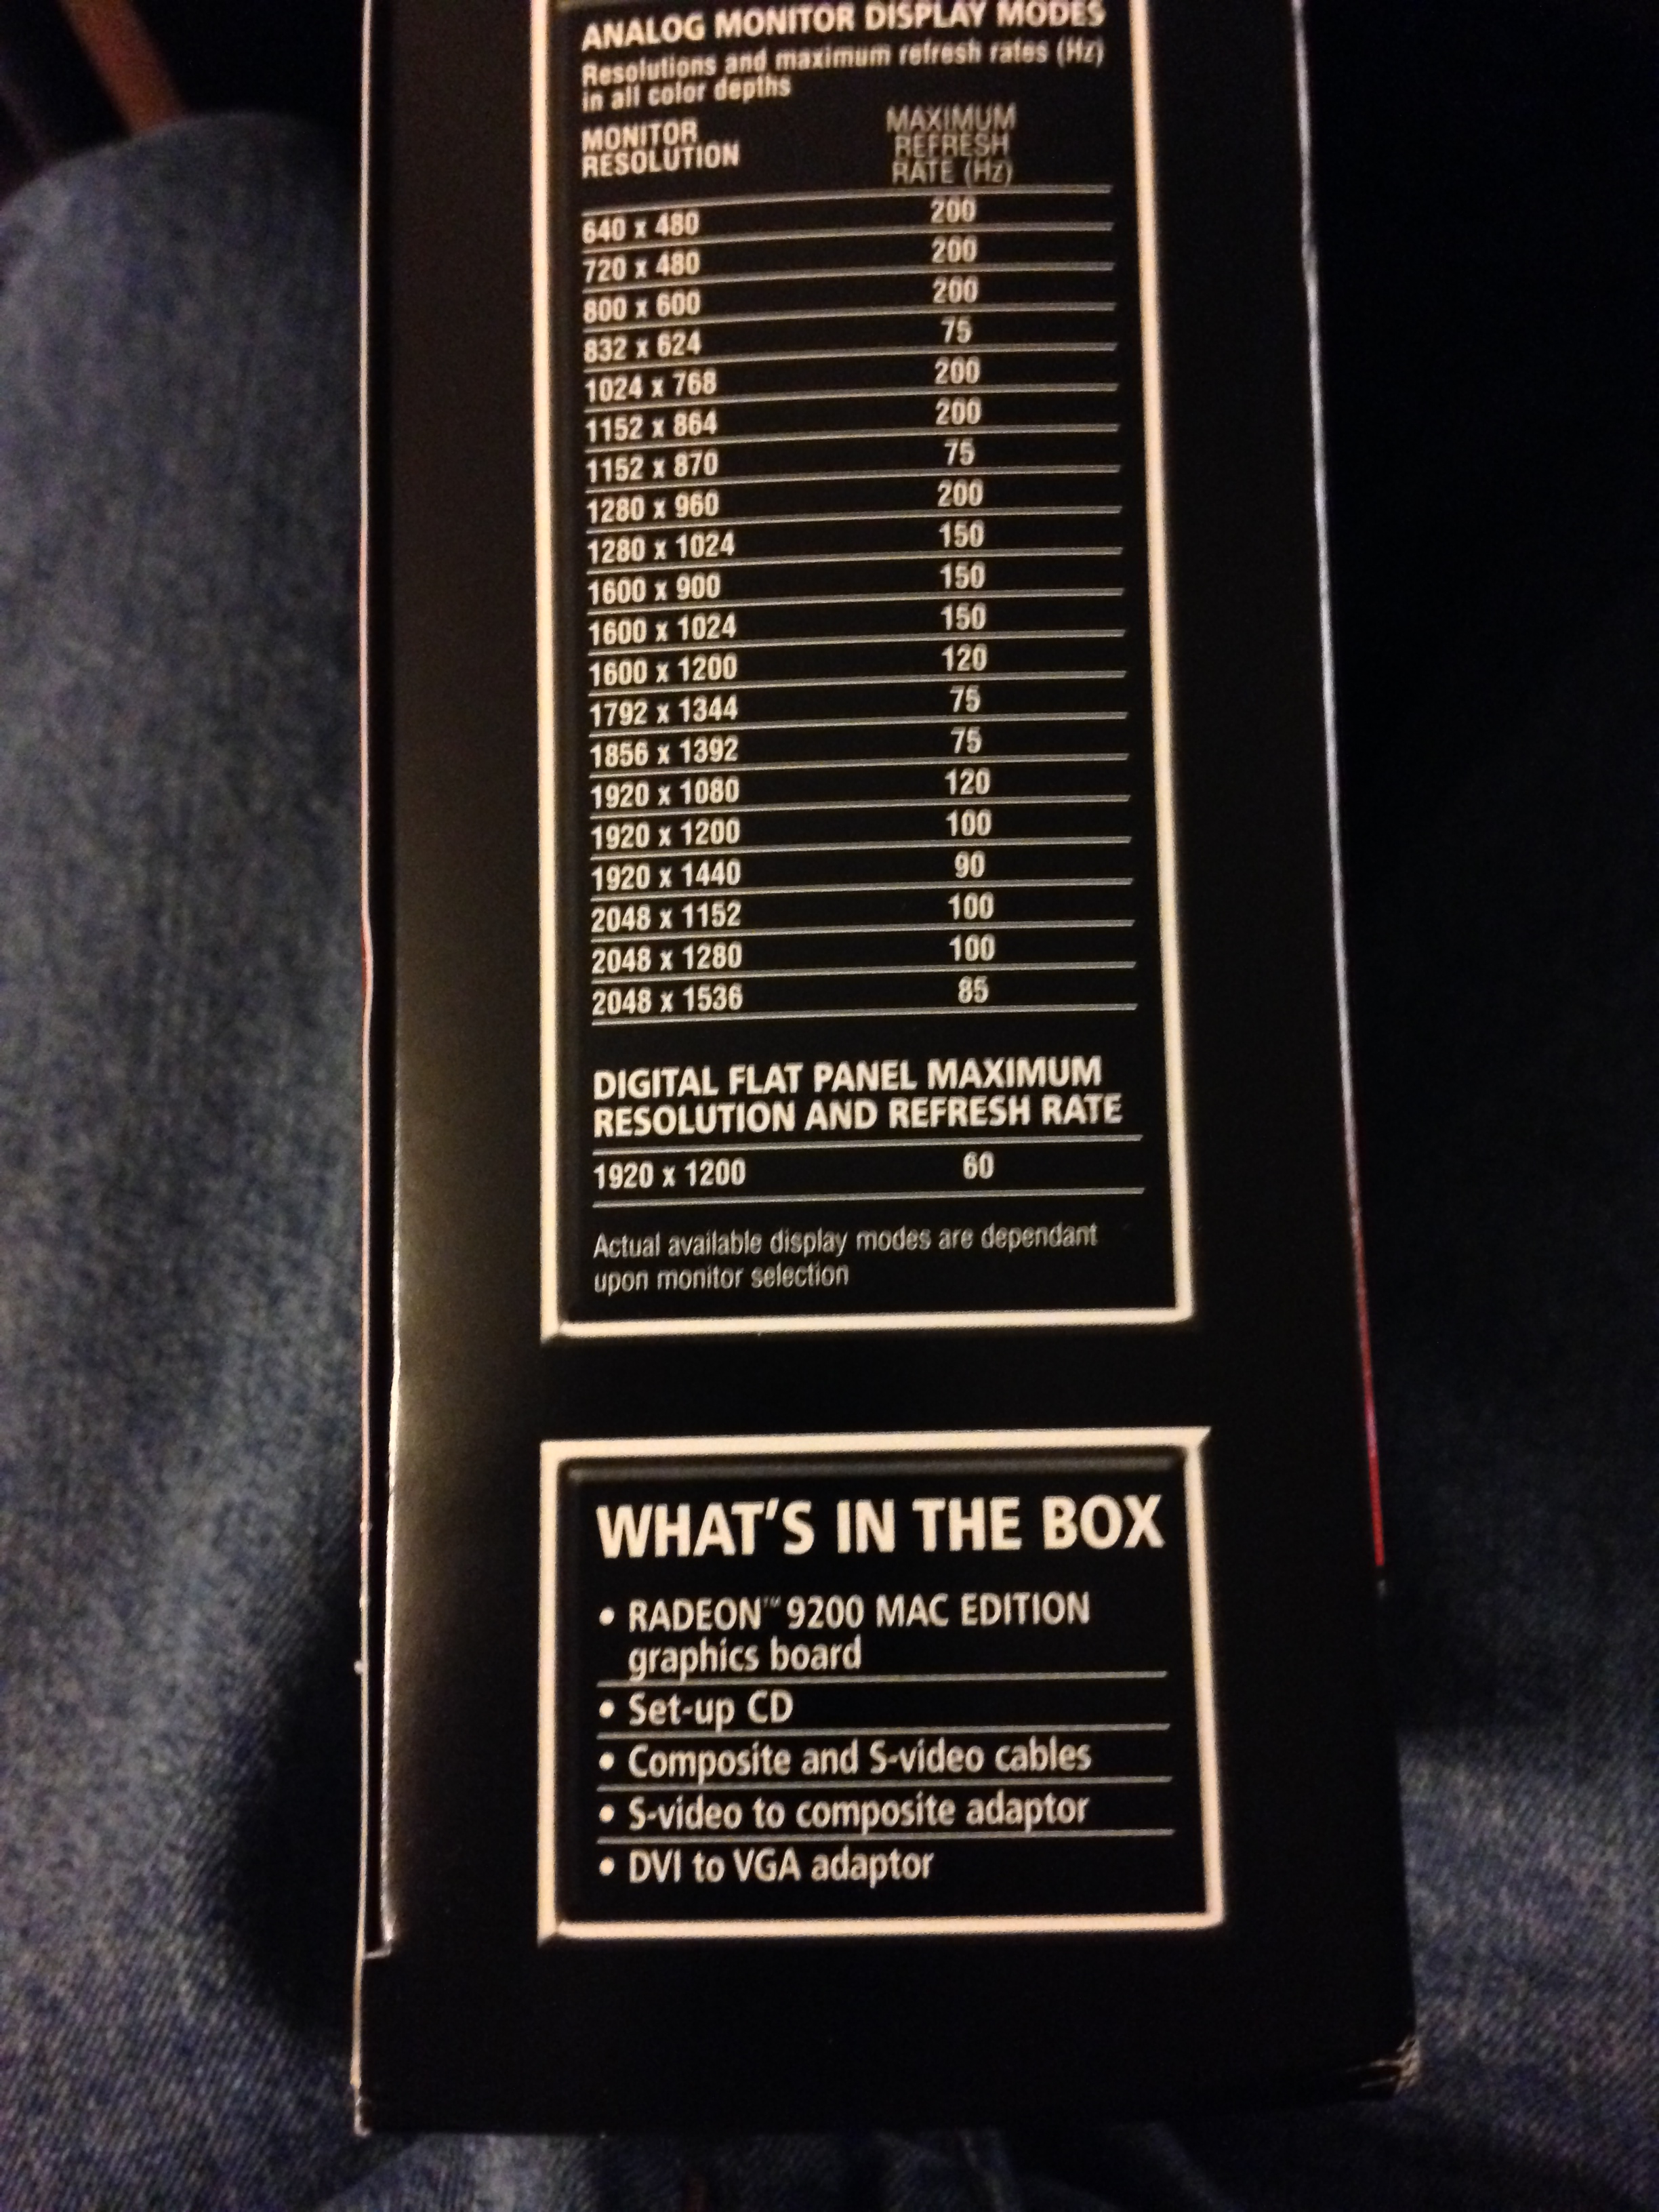 ANALOG MONITOR DISPLAY MODES
Resolutions and maximum refresh rates (Hz)
in all color depths
MONITOR
RESOLUTION
MAXIMUM
REFRESH
RATE (Hz)
640 x 480 200
720 x 480 200
800 x 600 200
832 x 624 75
1024 x 768 200
1152 x 864 200
1152 x 870 75
1280 x 960 200
1280 x 1024 150
1600 x 900 150
1600 x 1024 150
1600 x 1200 120
1792 x 1344 75
1856 x 1392 75
1920 x 1080 120
1920 x 1200 100
1920 x 1440 90
2048 x 1152 100
2048 x 1280 100
2048 x 1536 85
DIGITAL FLAT PANEL MAXIMUM
RESOLUTION AND REFRESH RATE
1920 x 1200 60
Actual available display modes are dependant
upon monitor selection
WHAT'S IN THE BOX
• RADEON™ 9200 MAC EDITION
graphics board
• Set-up CD
• Composite and S-video cables
• S-video to composite adaptor
• DVI to VGA adaptor